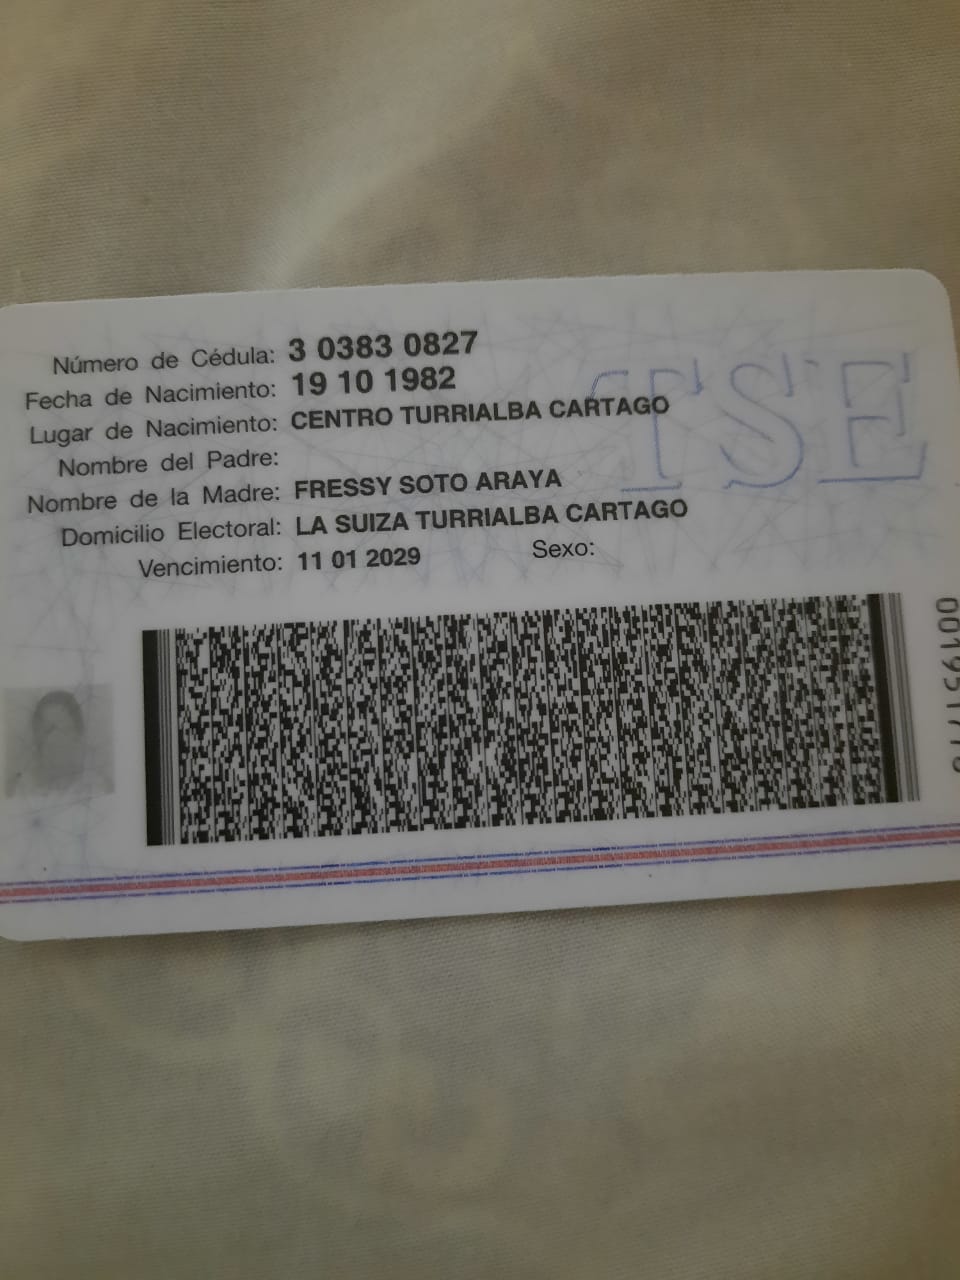 Número de Cédula: 3 0383 0827
Fecha de Nacimiento: 19 10 1982
Lugar de Nacimiento: CENTRO TURRIALBA CARTAGO
Nombre del Padre:
Nombre de la Madre: FRESSY SOTO ARAYA
Domicilio Electoral: LA SUIZA TURRIALBA CARTAGO
Vencimiento: 11 01 2029 Sexo:
TSE